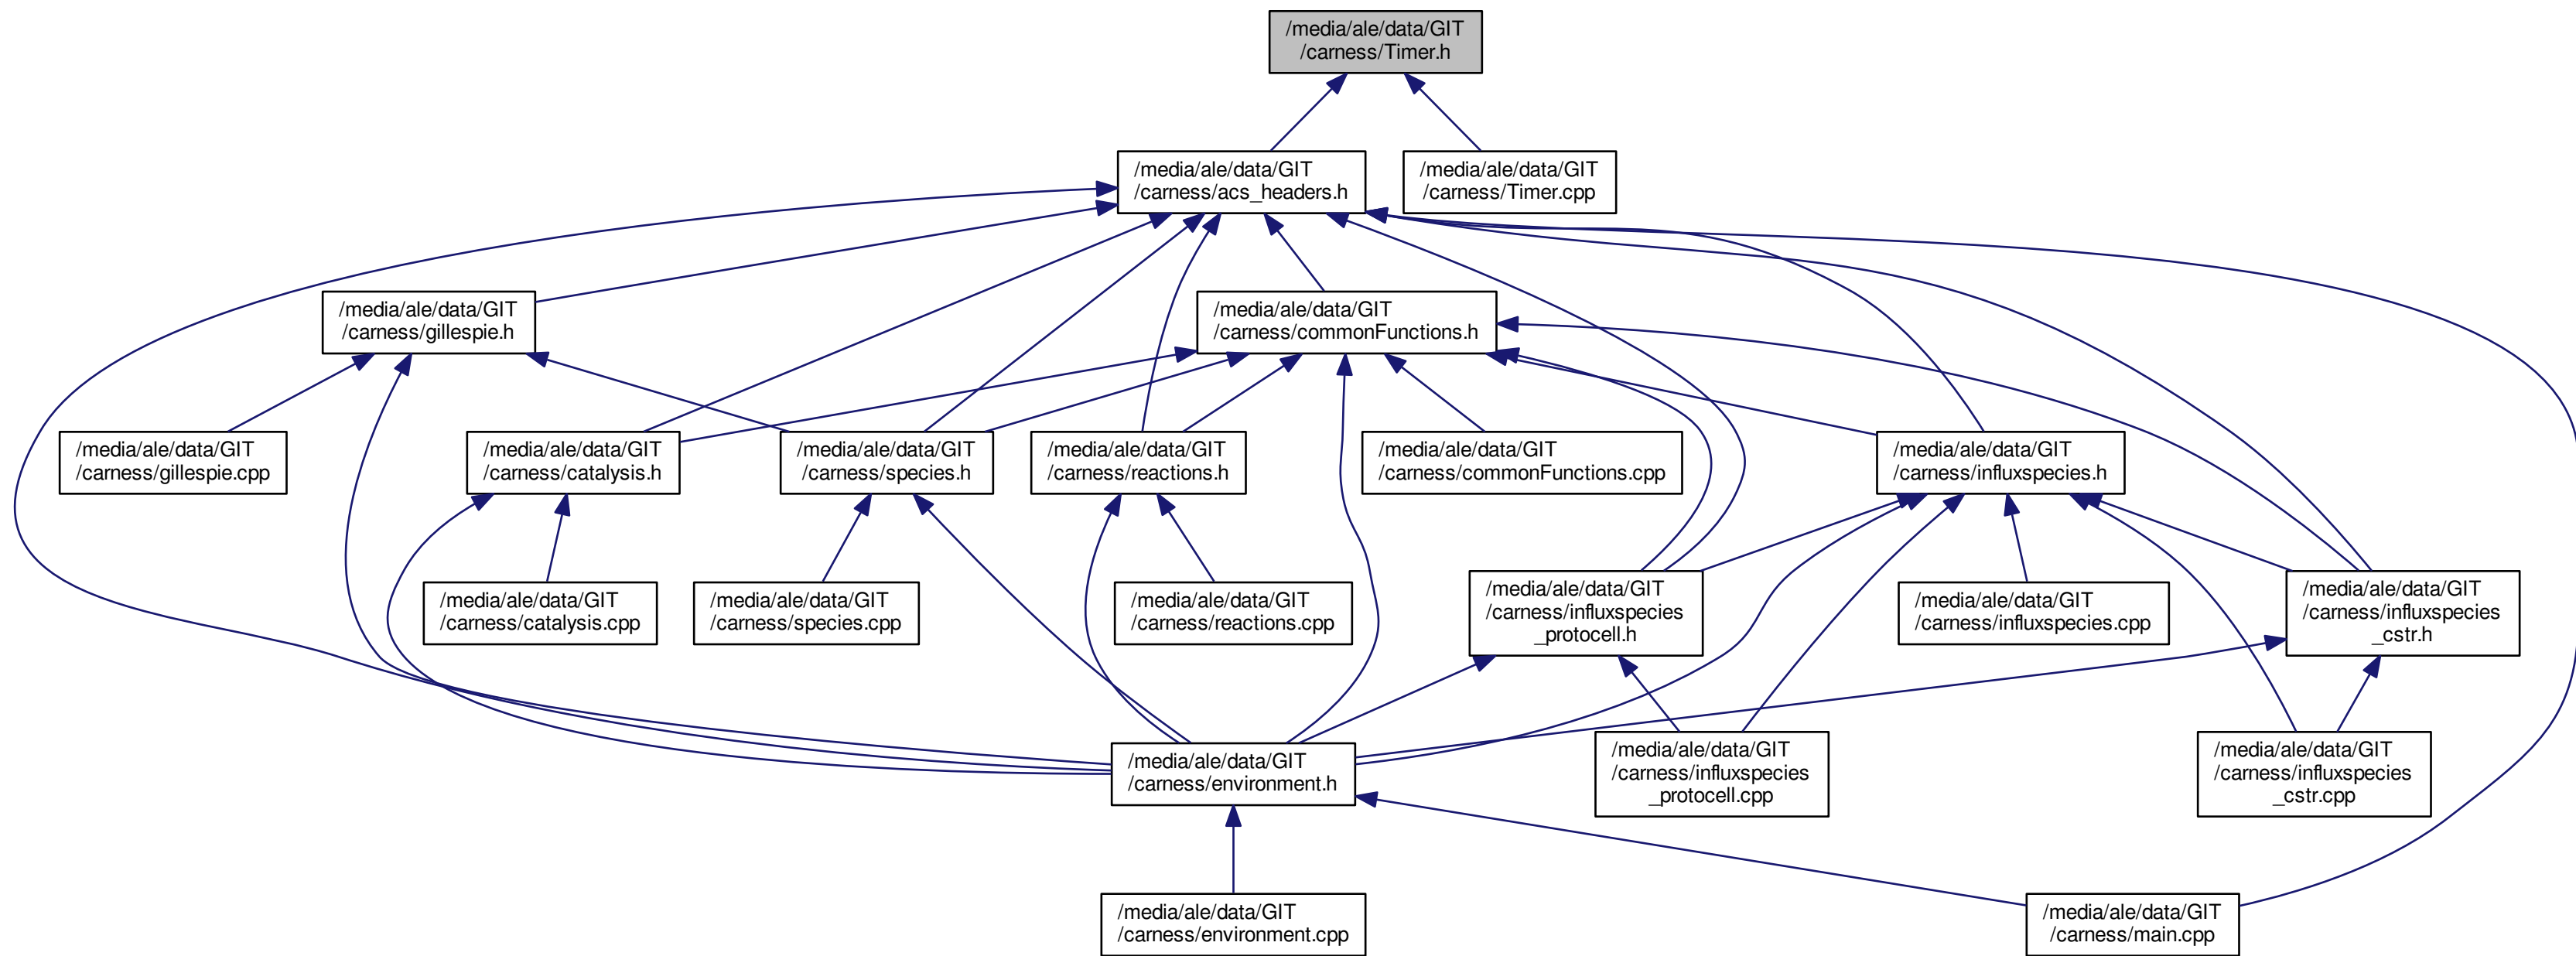 /media/ale/data/GIT
/carness/Timer.h
/media/ale/data/GIT
/carness/acs_headers.h
/media/ale/data/GIT
/carness/Timer.cpp
/media/ale/data/GIT
/carness/gillespie.h
/media/ale/data/GIT
/carness/commonFunctions.h
/media/ale/data/GIT
/carness/gillespie.cpp
/media/ale/data/GIT
/carness/catalysis.h
/media/ale/data/GIT
/carness/species.h
/media/ale/data/GIT
/carness/reactions.h
/media/ale/data/GIT
/carness/commonFunctions.cpp
/media/ale/data/GIT
/carness/influxspecies.h
/media/ale/data/GIT
/carness/catalysis.cpp
/media/ale/data/GIT
/carness/species.cpp
/media/ale/data/GIT
/carness/reactions.cpp
/media/ale/data/GIT
/carness/influxspecies
_protocell.h
/media/ale/data/GIT
/carness/influxspecies.cpp
/media/ale/data/GIT
/carness/influxspecies
_cstr.h
/media/ale/data/GIT
/carness/environment.h
/media/ale/data/GIT
/carness/influxspecies
_protocell.cpp
/media/ale/data/GIT
/carness/influxspecies
_cstr.cpp
/media/ale/data/GIT
/carness/environment.cpp
/media/ale/data/GIT
/carness/main.cpp